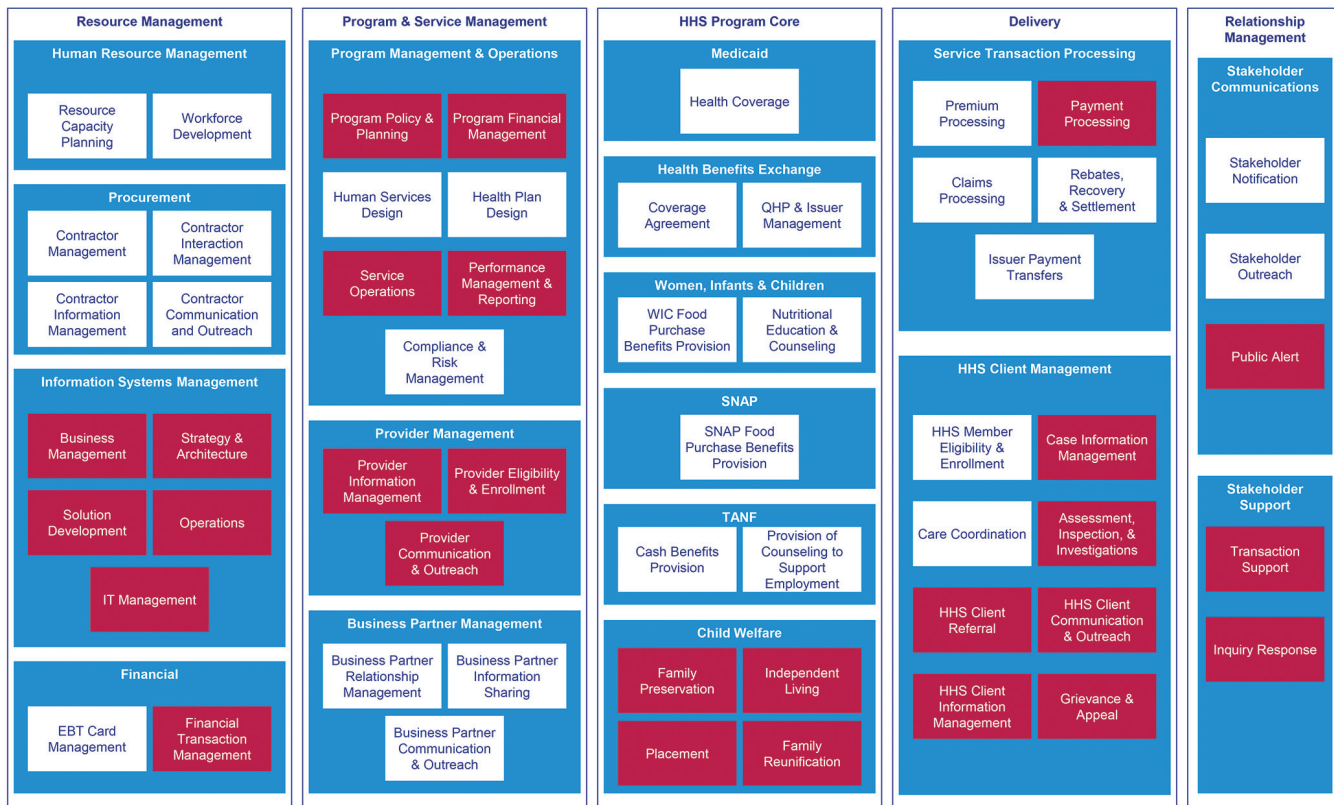 Resource Management
Human Resource Management
Resource
Capacity
Planning
Workforce
Development
Procurement
Contractor
Management
Contractor
Interaction
Management
Contractor
Information
Management
Contractor
Communication
and Outreach
Information Systems Management
Business
Management
Strategy &
Architecture
Solution
Development
Operations
IT Management
Financial
EBT Card
Management
Financial
Transaction
Management
Program & Service Management
Program Management & Operations
Program Policy &
Planning
Program Financial
Management
Human Services
Design
Health Plan
Design
Service
Operations
Performance
Management &
Reporting
Compliance &
Risk
Management
Provider Management
Provider
Information
Management
Provider Eligibility
& Enrollment
Provider
Communication
& Outreach
Business Partner Management
Business Partner
Relationship
Management
Business Partner
Information
Sharing
Business Partner
Communication
& Outreach
HHS Program Core
Medicaid
Health Coverage
Health Benefits Exchange
Coverage
Agreement
QHP & Issuer
Management
Women, Infants & Children
WIC Food
Purchase
Benefits Provision
Nutritional
Education &
Counseling
SNAP
SNAP Food
Purchase Benefits
Provision
TANF
Cash Benefits
Provision
Provision of
Counseling to
Support
Employment
Child Welfare
Family
Preservation
Independent
Living
Placement
Family
Reunification
Delivery
Service Transaction Processing
Premium
Processing
Payment
Processing
Claims
Processing
Rebates,
Recovery
& Settlement
Issuer Payment
Transfers
HHS Client Management
HHS Member
Eligibility &
Enrollment
Case Information
Management
Care Coordination
Assessment,
Inspection, &
Investigations
HHS Client
Referral
HHS Client
Communication
& Outreach
HHS Client
Information
Management
Grievance &
Appeal
Relationship
Management
Stakeholder
Communications
Stakeholder
Notification
Stakeholder
Outreach
Public Alert
Stakeholder
Support
Transaction
Support
Inquiry Response